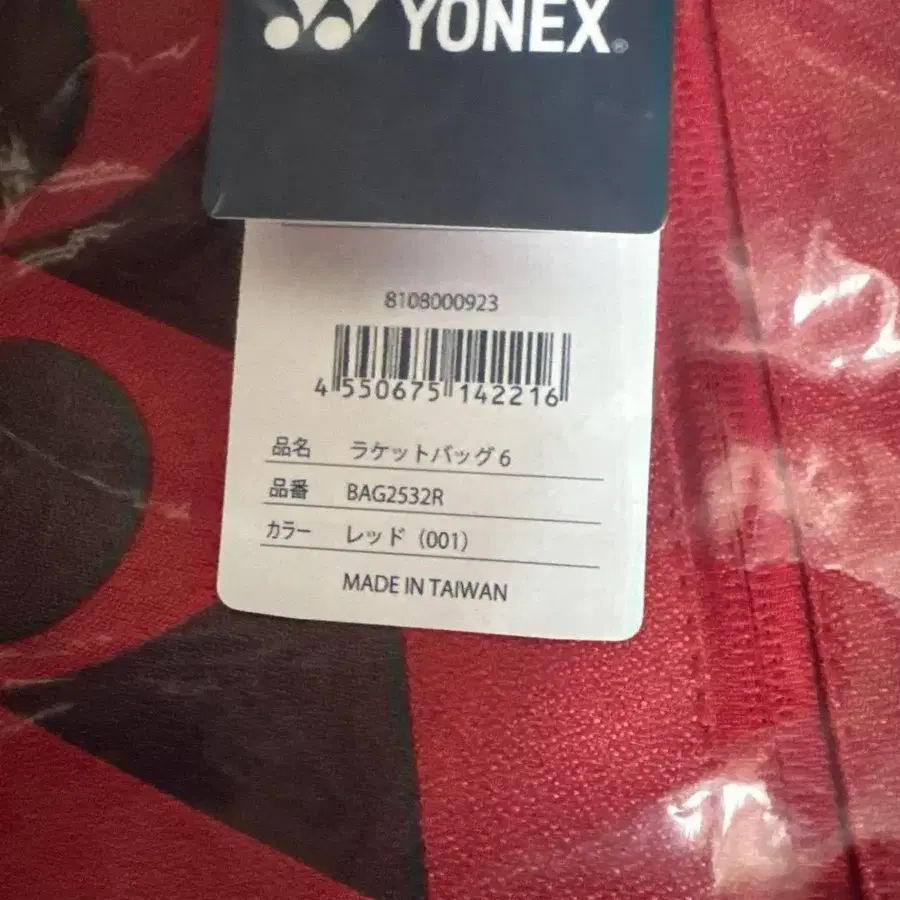 YONEX®
8108000923
4 550675 142216
品名 ラケットバッグ6
品番 BAG2532R
カラー レッド（001）
MADE IN TAIWAN